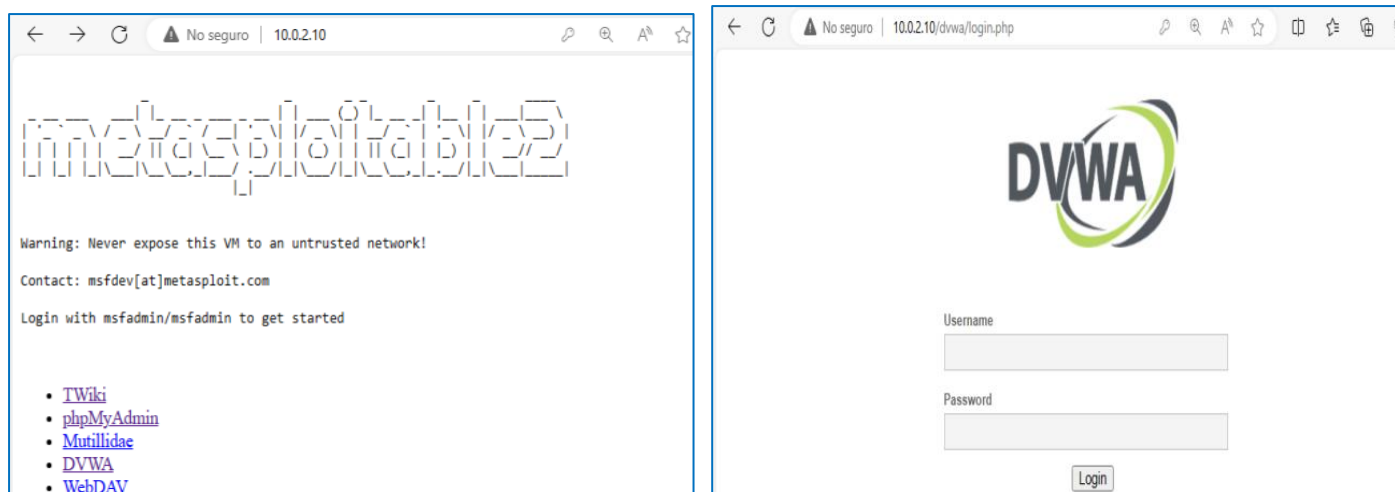 No seguro | 10.0.2.10
metasploitable2
Warning: Never expose this VM to an untrusted network!
Contact: msfdev[at]metasploit.com
Login with msfadmin/msfadmin to get started
TWiki
phpMyAdmin
Mutillidae
DVWA
WebDAV
No seguro | 10.0.2.10/dvwa/login.php
DVWA
Username
Password
Login